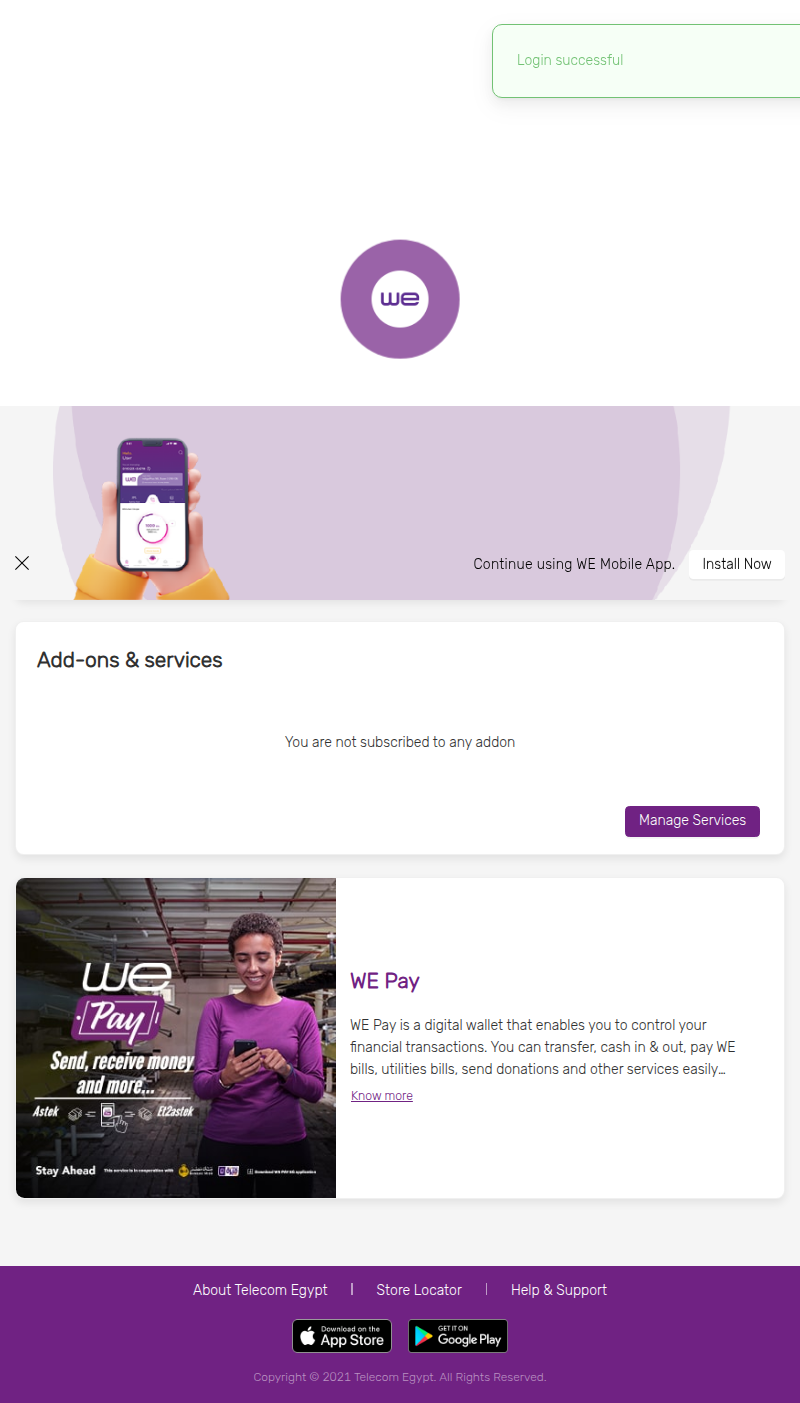 Login successful
we
Continue using WE Mobile App.
Install Now
Add-ons & services
You are not subscribed to any addon
Manage Services
we
Pay
Send, receive money
and more...
Astek
Et2astek
Stay Ahead
This service is in cooperation with
Download WE PAY EG application
WE Pay
WE Pay is a digital wallet that enables you to control your
financial transactions. You can transfer, cash in & out, pay WE
bills, utilities bills, send donations and other services easily...
Know more
About Telecom Egypt | Store Locator | Help & Support
Download on the
App Store
GET IT ON
Google Play
Copyright © 2021 Telecom Egypt. All Rights Reserved.